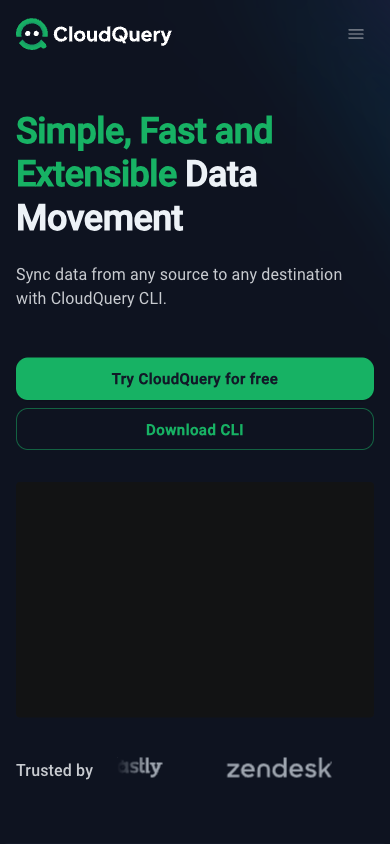 CloudQuery
Simple, Fast and
Extensible Data
Movement
Sync data from any source to any destination
with CloudQuery CLI.
Try CloudQuery for free
Download CLI
Trusted by
astly
zendesk